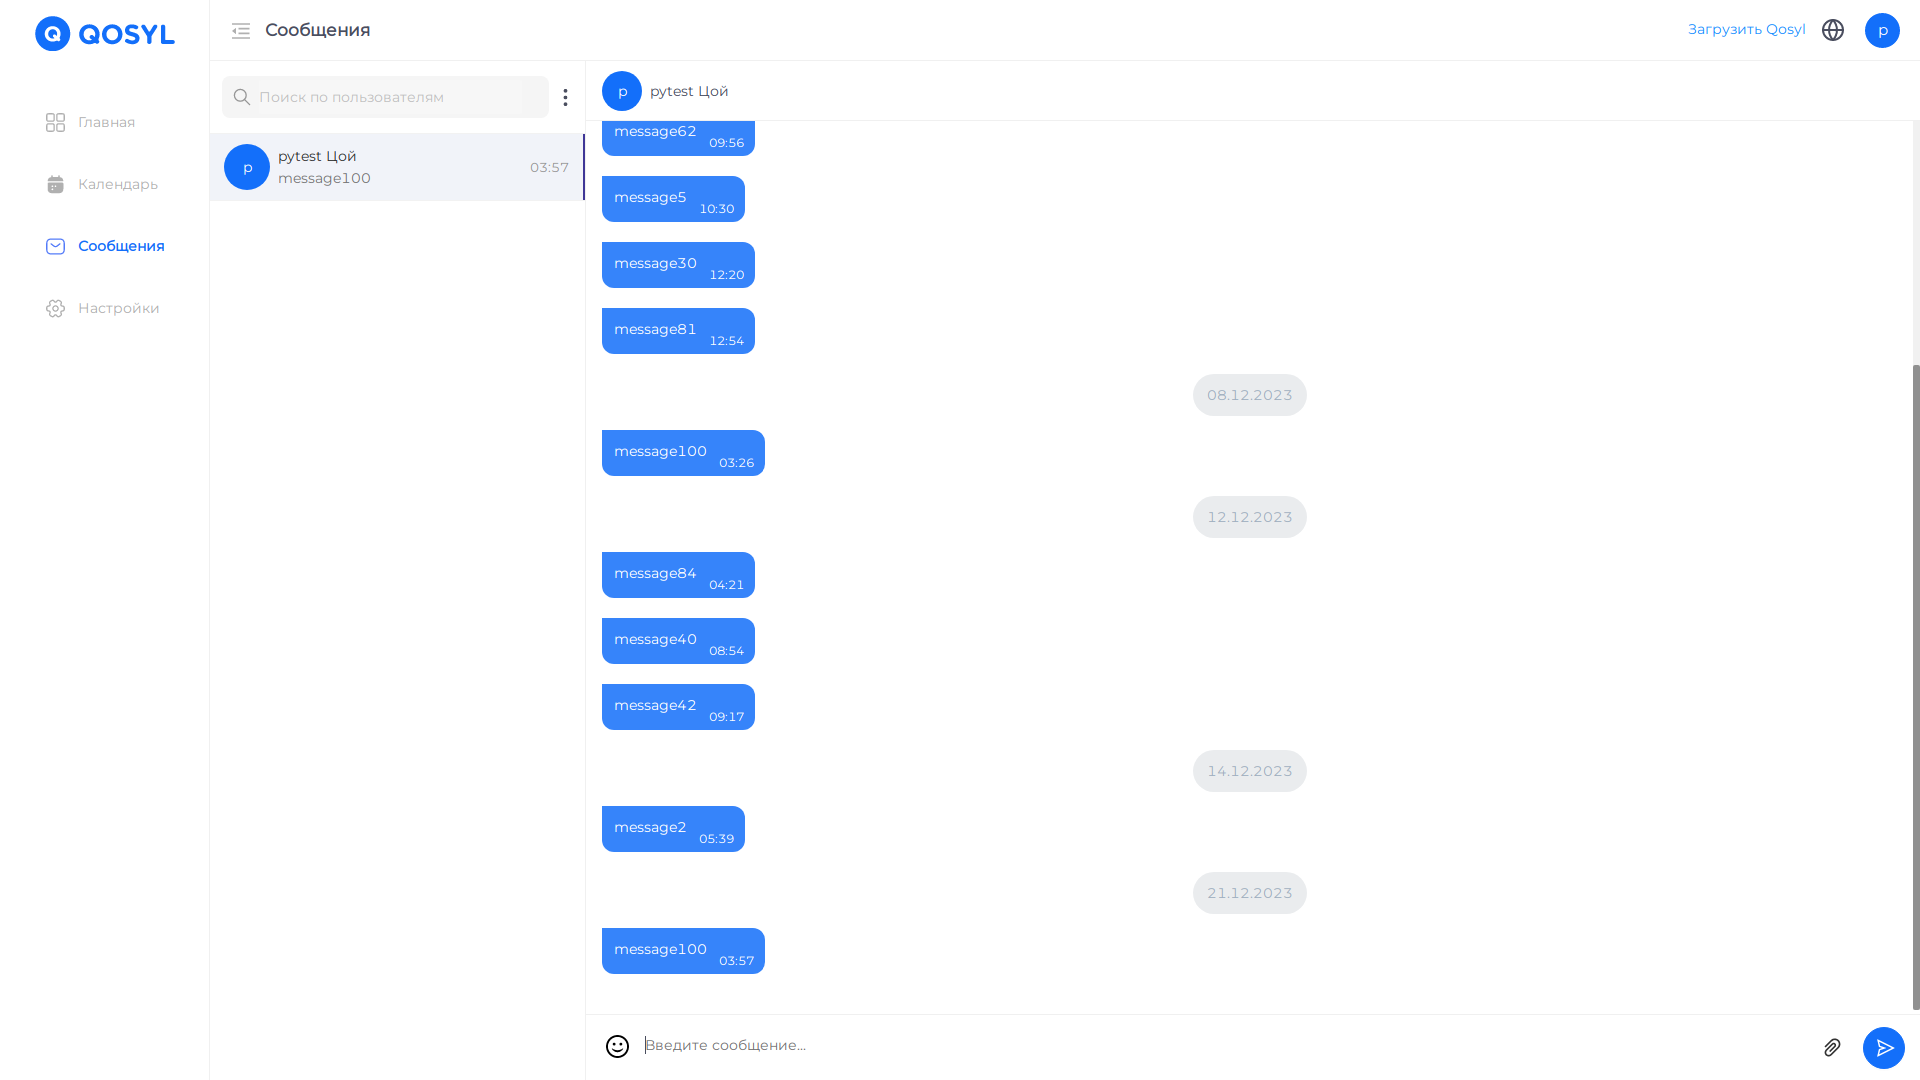 QOSYL
Главная
Календарь
Сообщения
Настройки
Сообщения
Загрузить Qosyl
p
Поиск по пользователям
p
pytest Цой
message100
03:57
p
pytest Цой
message62
09:56
message5
10:30
message30
12:20
message81
12:54
08.12.2023
message100
03:26
12.12.2023
message84
04:21
message40
08:54
message42
09:17
14.12.2023
message2
05:39
21.12.2023
message100
03:57
Введите сообщение...